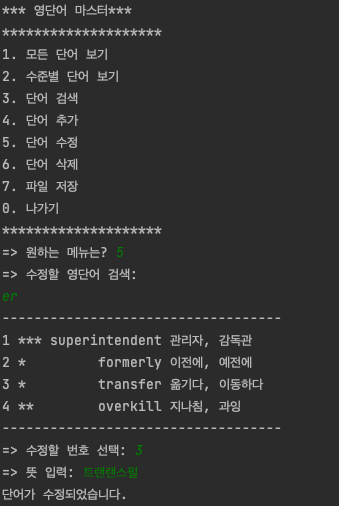 *** 영단어 마스터***
********************
1. 모든 단어 보기
2. 수준별 단어 보기
3. 단어 검색
4. 단어 추가
5. 단어 수정
6. 단어 삭제
7. 파일 저장
0. 나가기
********************
=> 원하는 메뉴는? 5
=> 수정할 영단어 검색:
er
-----------------------------------
1 *** superintendent 관리자, 감독관
2 *         formerly 이전에, 예전에
3 *         transfer 옮기다, 이동하다
4 **        overkill 지나침, 과잉
-----------------------------------
=> 수정할 번호 선택: 3
=> 뜻 입력: 트랜랜스펄
단어가 수정되었습니다.